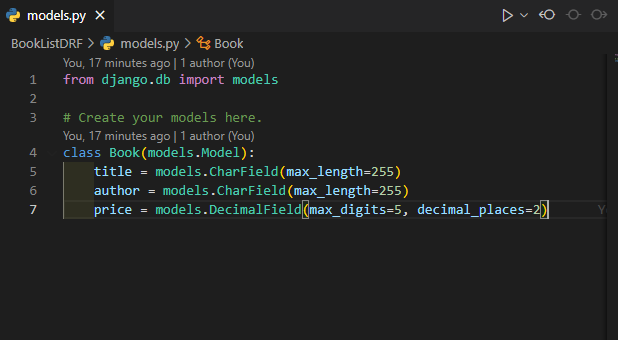 models.py
BookListDRF > models.py > Book
You, 17 minutes ago | 1 author (You)
1 from django.db import models
2
3 # Create your models here.
You, 17 minutes ago | 1 author (You)
4 class Book(models.Model):
5 title = models.CharField(max_length=255)
6 author = models.CharField(max_length=255)
7 price = models.DecimalField(max_digits=5, decimal_places=2)